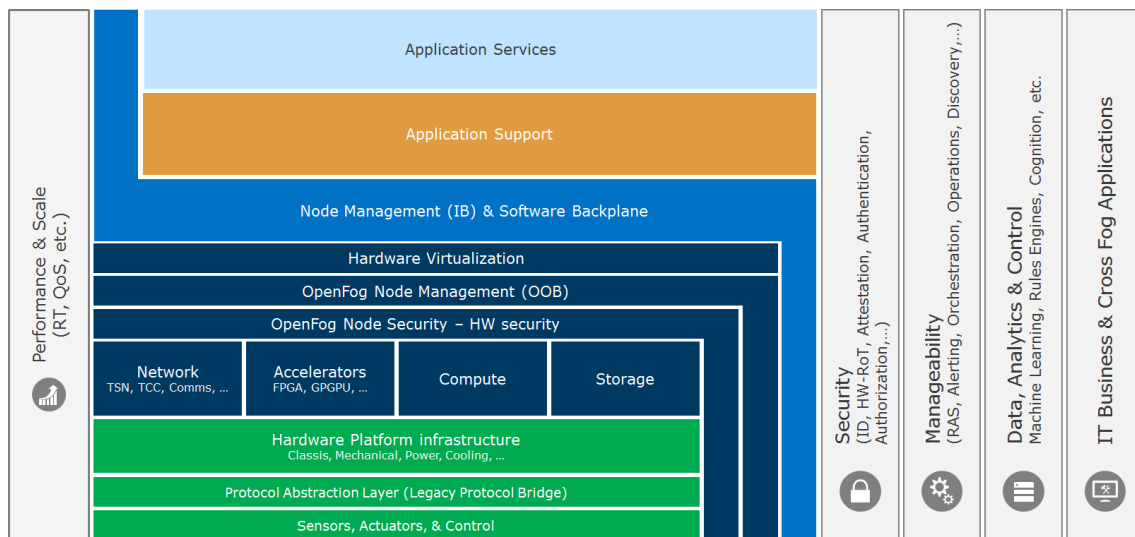 Performance & Scale
(RT, QoS, etc.)
Application Services
Application Support
Node Management (IB) & Software Backplane
Hardware Virtualization
OpenFog Node Management (OOB)
OpenFog Node Security – HW security
Network
TSN, TCC, Comms, ...
Accelerators
FPGA, GPGPU, ...
Compute
Storage
Hardware Platform infrastructure
Classis, Mechanical, Power, Cooling, ...
Protocol Abstraction Layer (Legacy Protocol Bridge)
Sensors, Actuators, & Control
Security
(ID, HW-RoT, Attestation, Authentication,
Authorization,...)
Manageability
(RAS, Alerting, Orchestration, Operations, Discovery,...)
Data, Analytics & Control
Machine Learning, Rules Engines, Cognition, etc.
IT Business & Cross Fog Applications